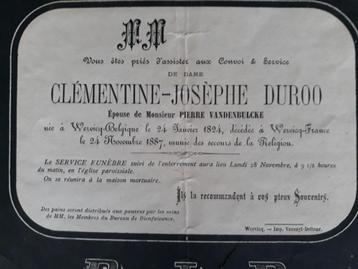 M. M
Vous êtes priés d'assister aux Convoi & Service
DE DAME
CLÉMENTINE-JOSÈPHE DUROO
Épouse de Monsieur PIERRE VANDENBULCKE
née à Wervicq-Belgique le 24 Janvier 1824, décédée à Wervicq-France
le 24 Novembre 1887, munie des secours de la Religion.
Le SERVICE FUNÈBRE suivi de l'enterrement aura lieu Lundi 28 Novembre, à 9 1/2 heures
du matin, en l'église paroissiale.
On se réunira à la maison mortuaire.
Ils la recommandent à vos pieux Souvenirs.
Des pains seront distribués aux pauvres par les soins
de MM. les Membres du Bureau de Bienfaisance.
Wervicq. — Imp.